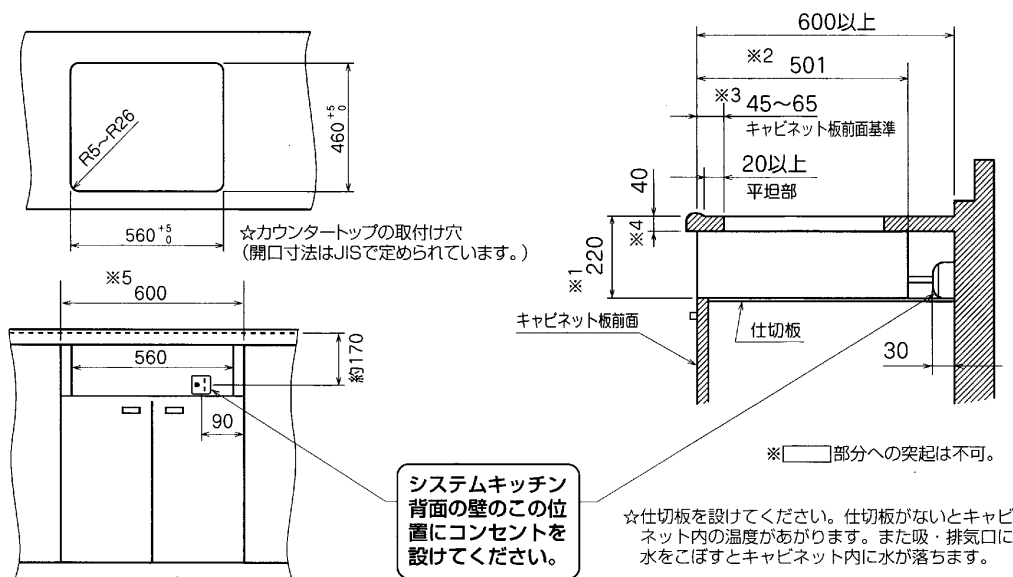 R5～R26
460 +5 0
560 +5 0
☆カウンタートップの取付け穴
(開口寸法はJISで定められています。)
※5
600
560
約170
90
600以上
※2
501
※3
45～65
キャビネット板前面基準
20以上
平坦部
40
※4
※1
220
キャビネット板前面
仕切板
30
※ 部分への突起は不可。
システムキッチン
背面の壁のこの位
置にコンセントを
設けてください。
☆仕切板を設けてください。仕切板がないとキャビ
ネット内の温度があがります。また吸・排気口に
水をこぼすとキャビネット内に水が落ちます。